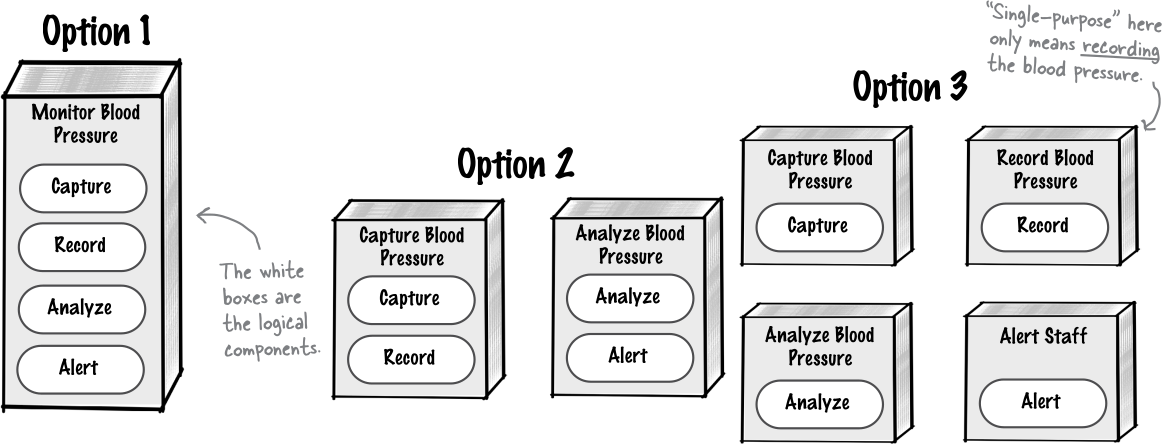 Option 1
Monitor Blood
Pressure
Capture
Record
Analyze
Alert
The white
boxes are
the logical
components.
Option 2
Capture Blood
Pressure
Capture
Record
Analyze Blood
Pressure
Analyze
Alert
Option 3
"Single-purpose" here
only means recording
the blood pressure.
Capture Blood
Pressure
Capture
Record Blood
Pressure
Record
Analyze Blood
Pressure
Analyze
Alert Staff
Alert